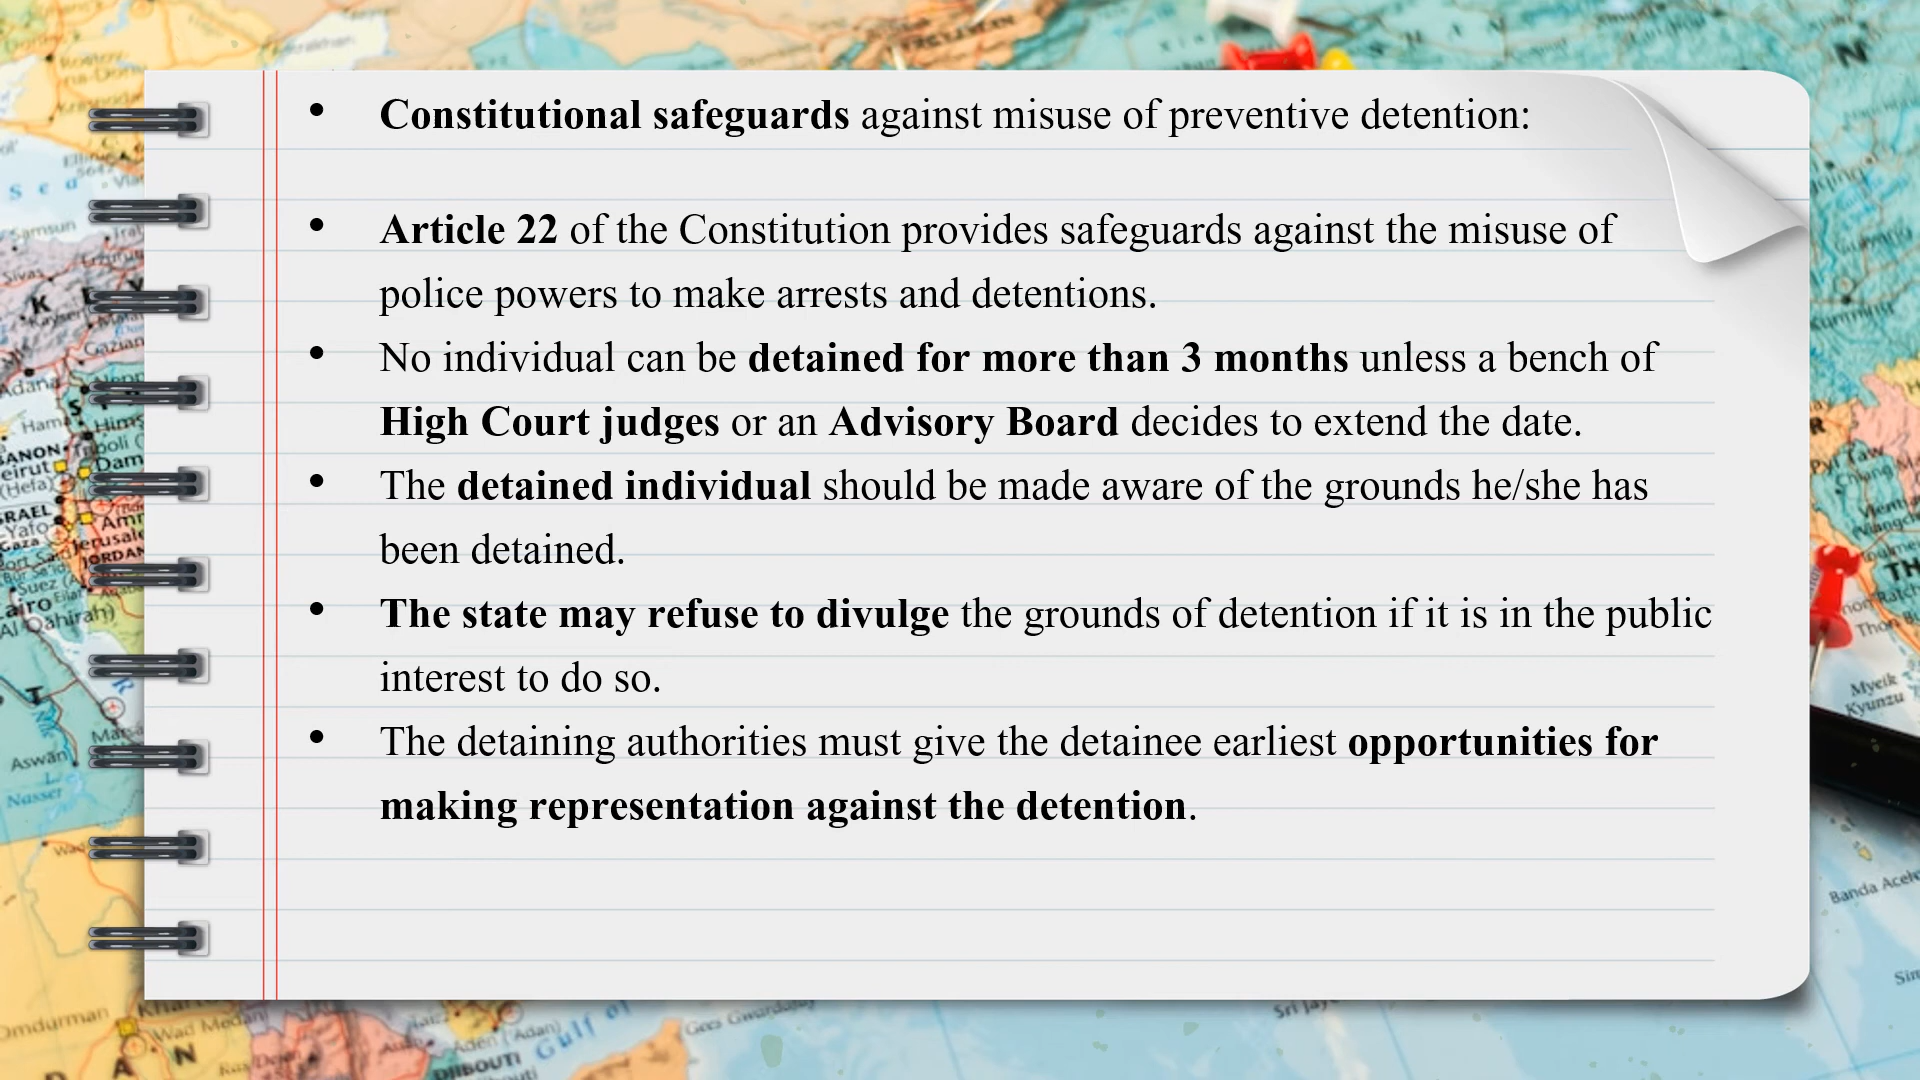 • Constitutional safeguards against misuse of preventive detention:
• Article 22 of the Constitution provides safeguards against the misuse of
police powers to make arrests and detentions.
• No individual can be detained for more than 3 months unless a bench of
High Court judges or an Advisory Board decides to extend the date.
• The detained individual should be made aware of the grounds he/she has
been detained.
• The state may refuse to divulge the grounds of detention if it is in the public
interest to do so.
• The detaining authorities must give the detainee earliest opportunities for
making representation against the detention.